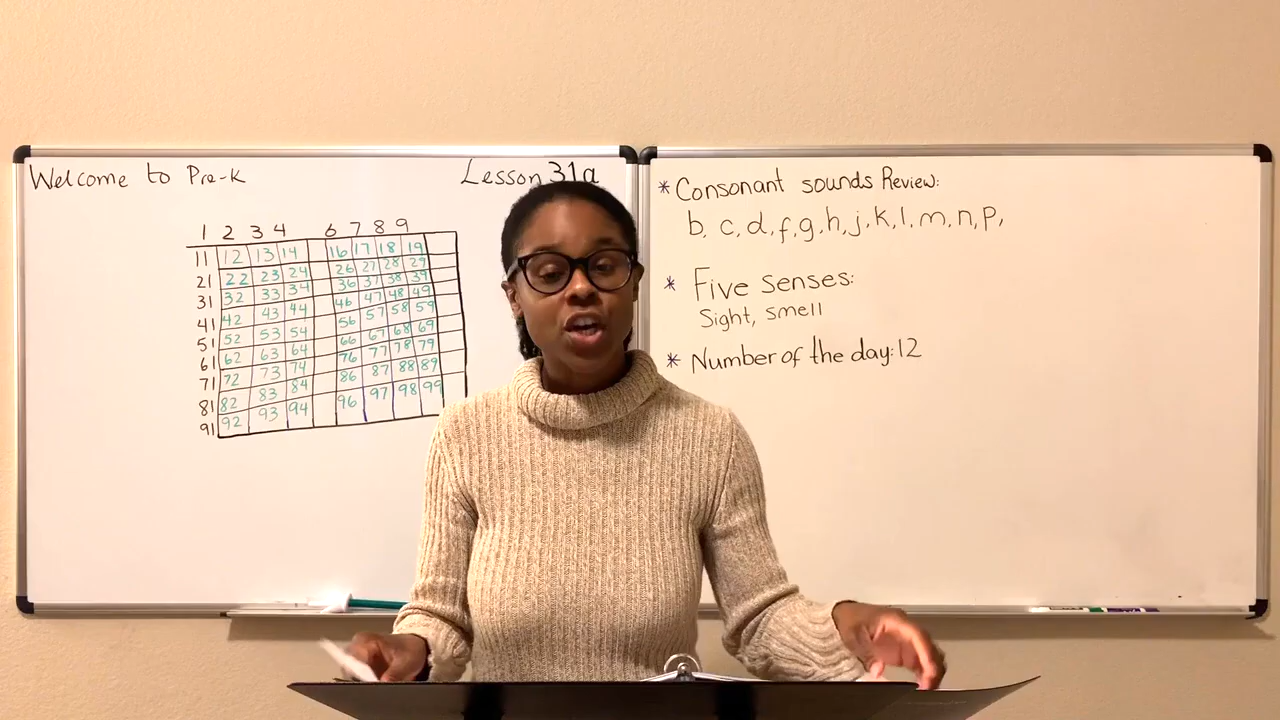 Welcome to Pre-K
Lesson 31a
1 2 3 4 6 7 8 9
11 12 13 14 16 17 18 19
21 22 23 24 26 27 28 29
31 32 33 34 36 37 38 39
41 42 43 44 46 47 48 49
51 52 53 54 56 57 58 59
61 62 63 64 66 67 68 69
71 72 73 74 76 77 78 79
81 82 83 84 86 87 88 89
91 92 93 94 96 97 98 99
* Consonant sounds Review:
b, c, d, f, g, h, j, k, l, m, n, p,
* Five senses:
Sight, smell
* Number of the day: 12